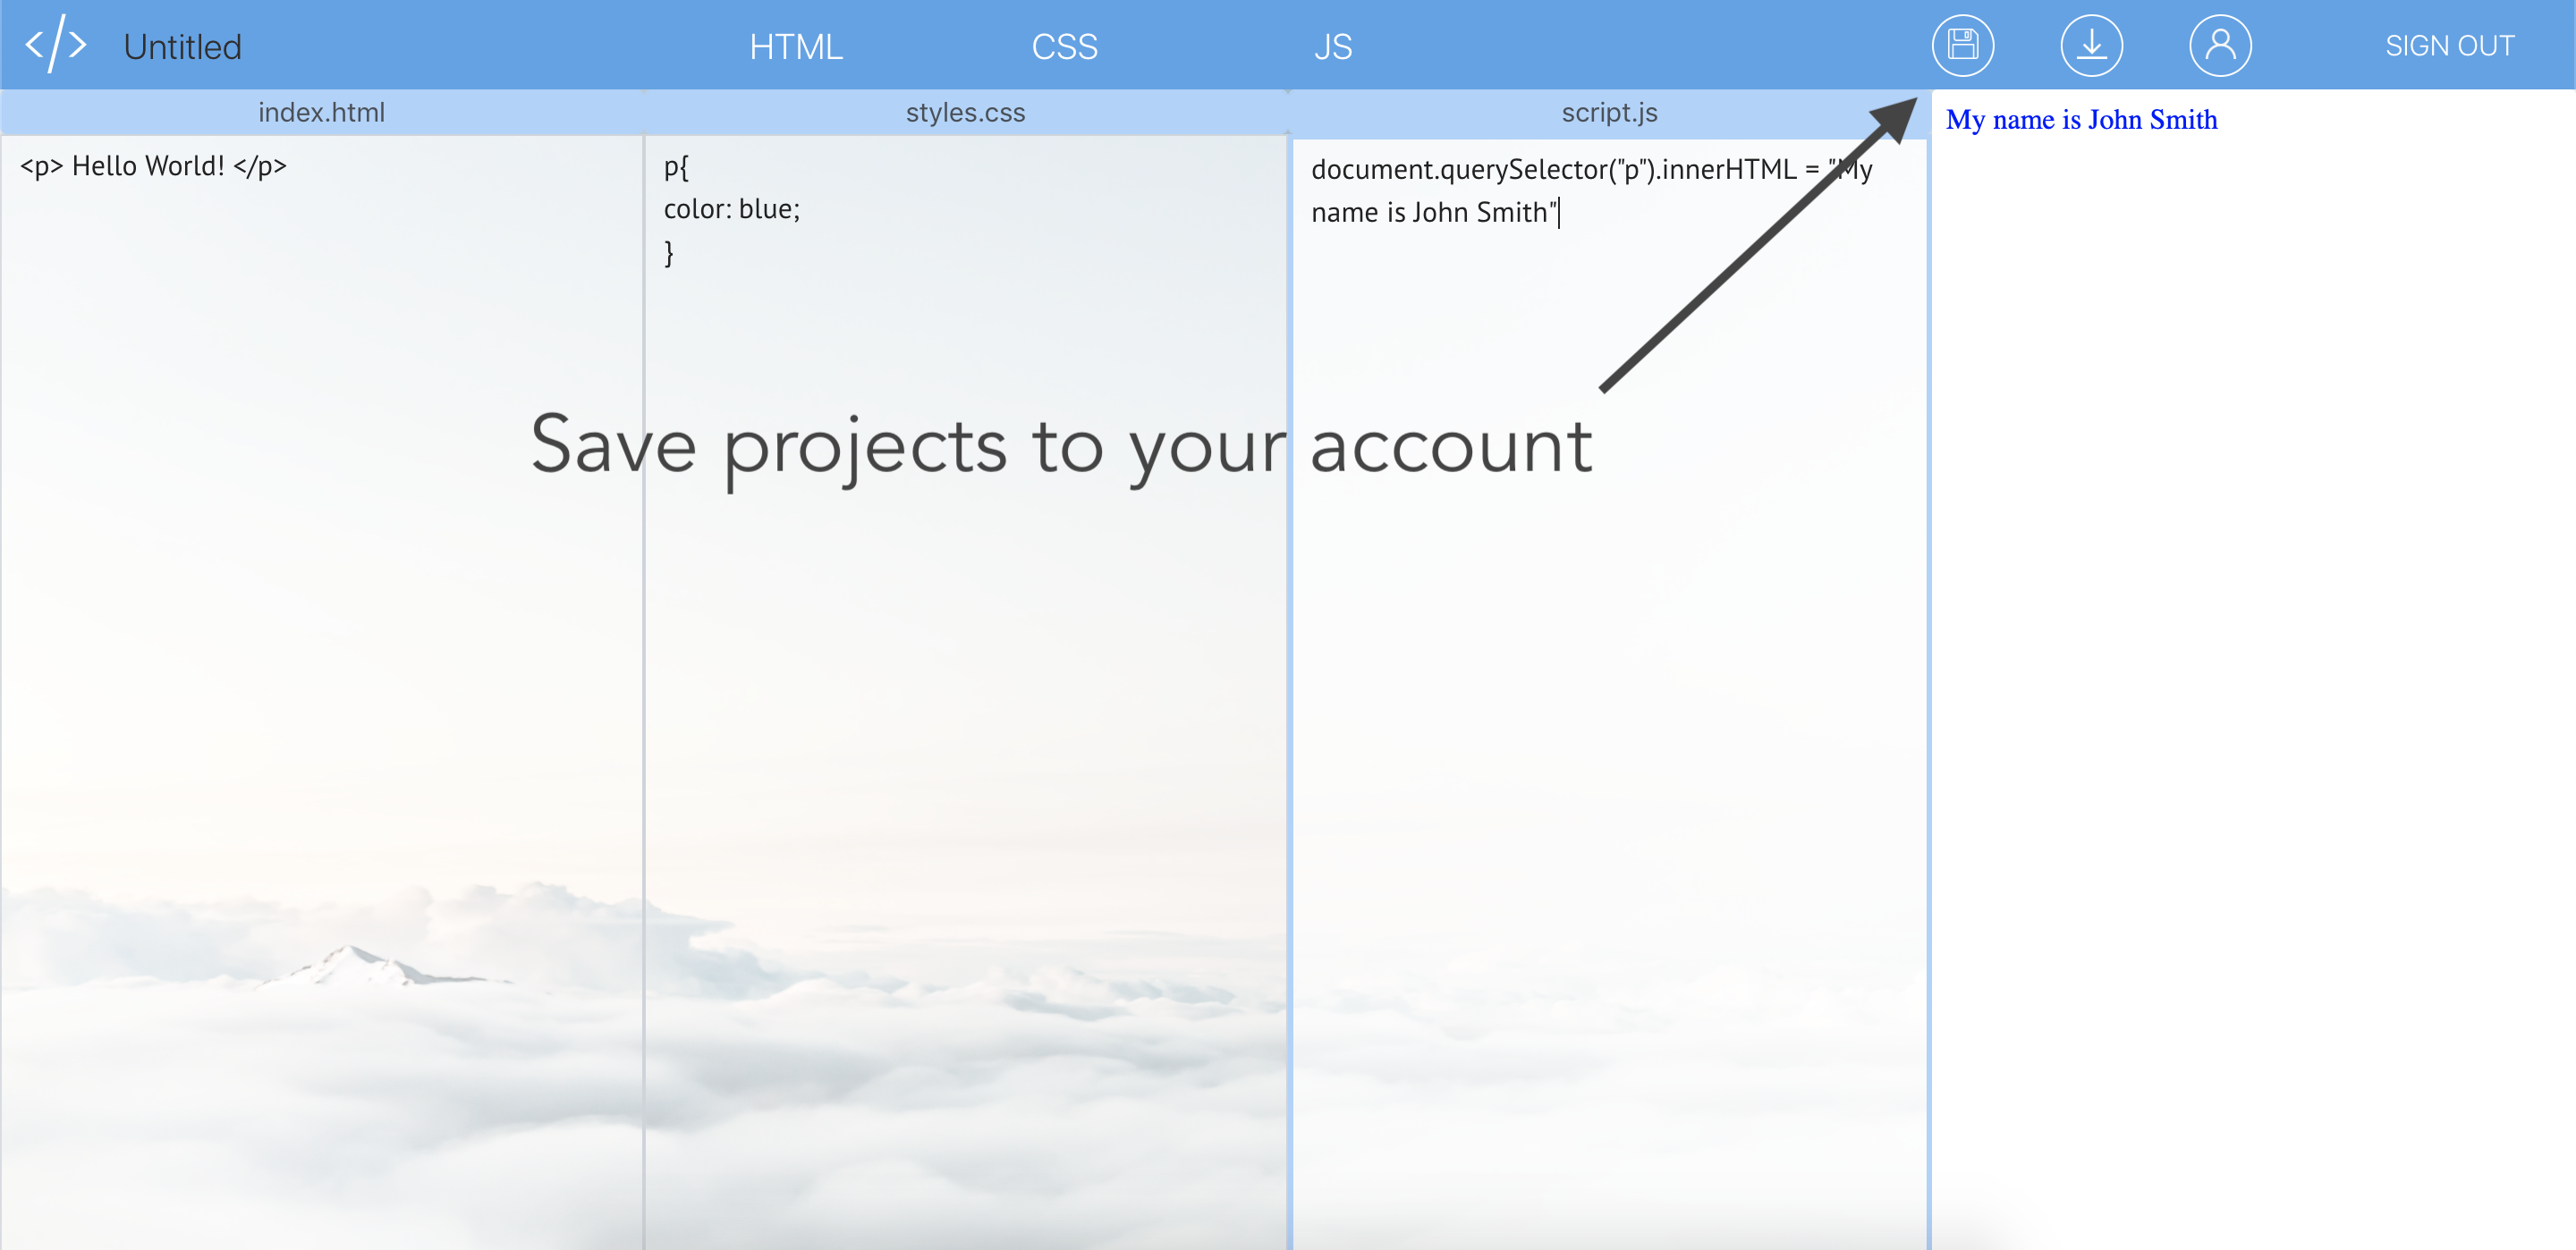 </> Untitled HTML CSS JS SIGN OUT
index.html styles.css script.js
<p> Hello World! </p>
p{
color: blue;
}
document.querySelector("p").innerHTML = "My
name is John Smith"
My name is John Smith
Save projects to your account